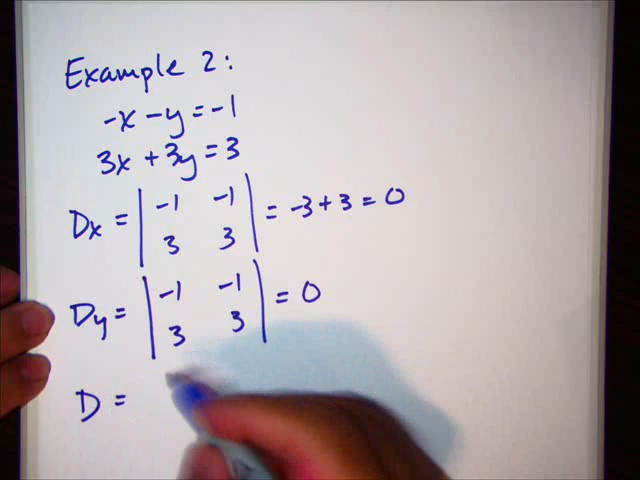 Example 2:
-x - y = -1
3x + 3y = 3
Dx = | -1 -1 | = -3 + 3 = 0
| 3 3 |
Dy = | -1 -1 | = 0
| 3 3 |
D =